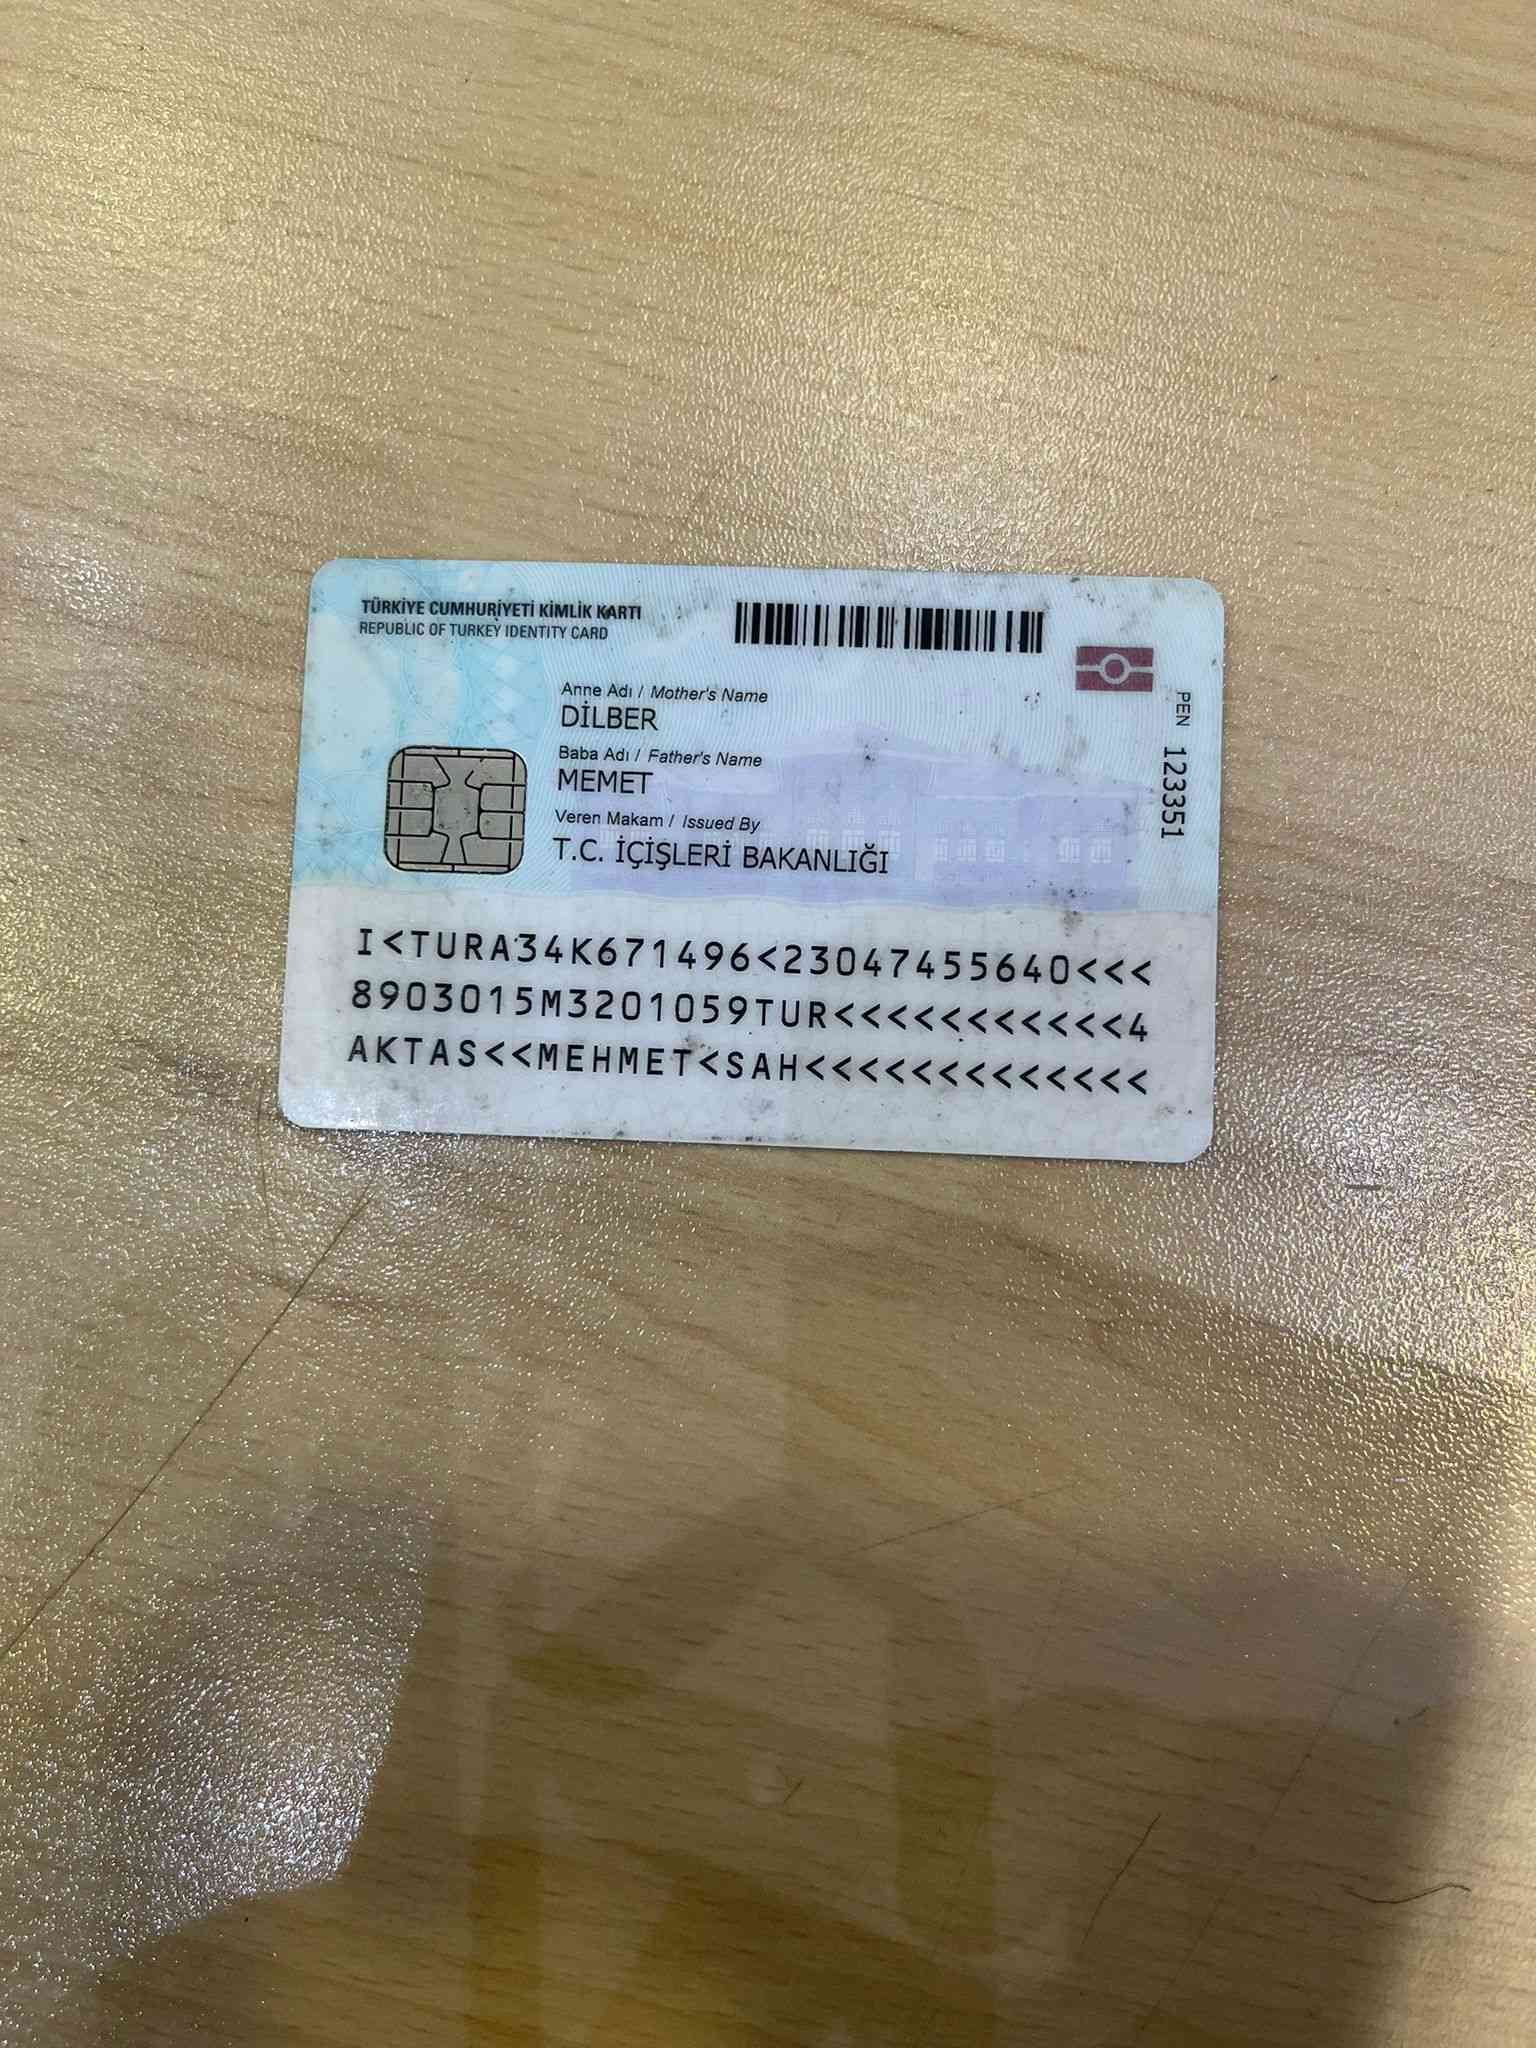 TÜRKİYE CUMHURİYETİ KİMLİK KARTI
REPUBLIC OF TURKEY IDENTITY CARD
Anne Adı / Mother's Name
DİLBER
Baba Adı / Father's Name
MEMET
Veren Makam / Issued By
T.C. İÇİŞLERİ BAKANLIĞI
PEN 123351
I<TURA34K671496<23047455640<<<
8903015M3201059TUR<<<<<<<<<<<4
AKTAS<<MEHMET<SAH<<<<<<<<<<<<<